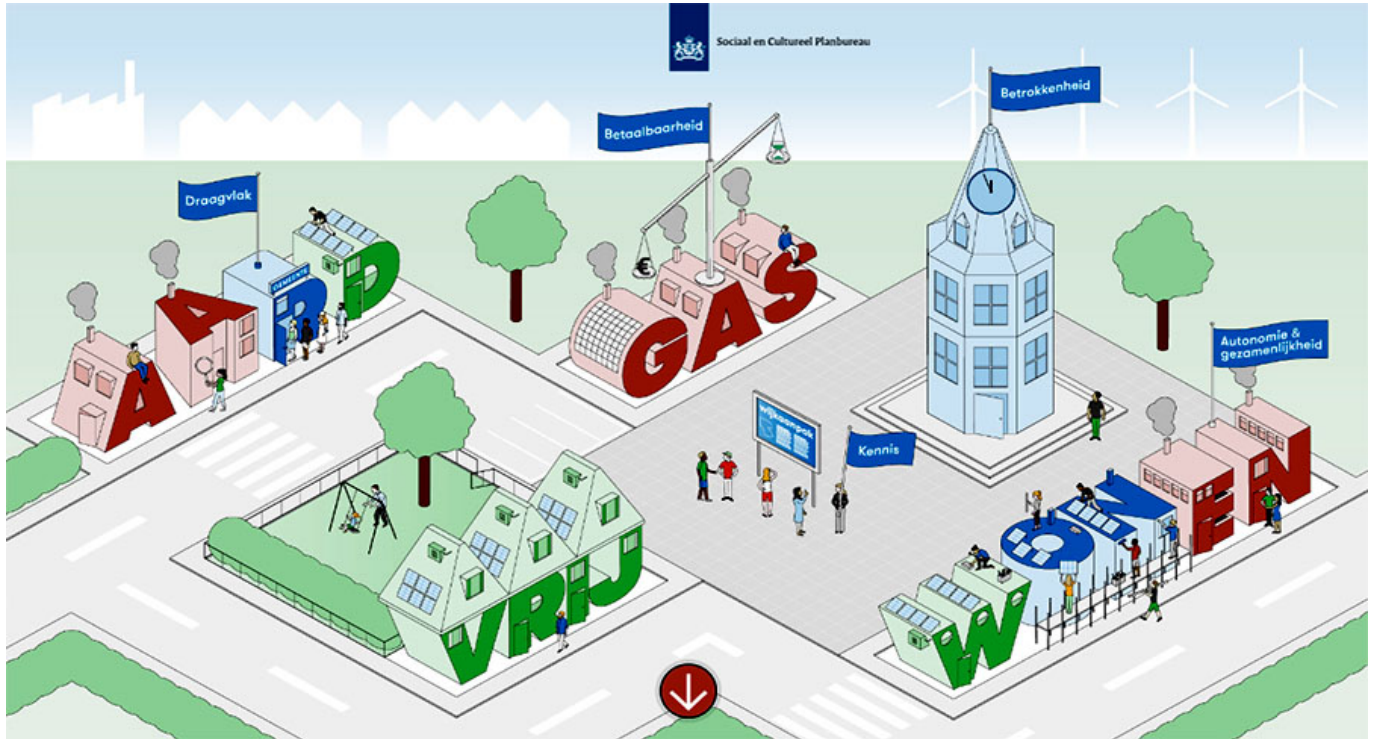 Sociaal en Cultureel Planbureau
Betrokkenheid
Betaalbaarheid
Draagvlak
GEMEENTE
AARD
€
GAS
Autonomie &
gezamenlijkheid
wijkaanpak
Kennis
VRIJ
WONEN